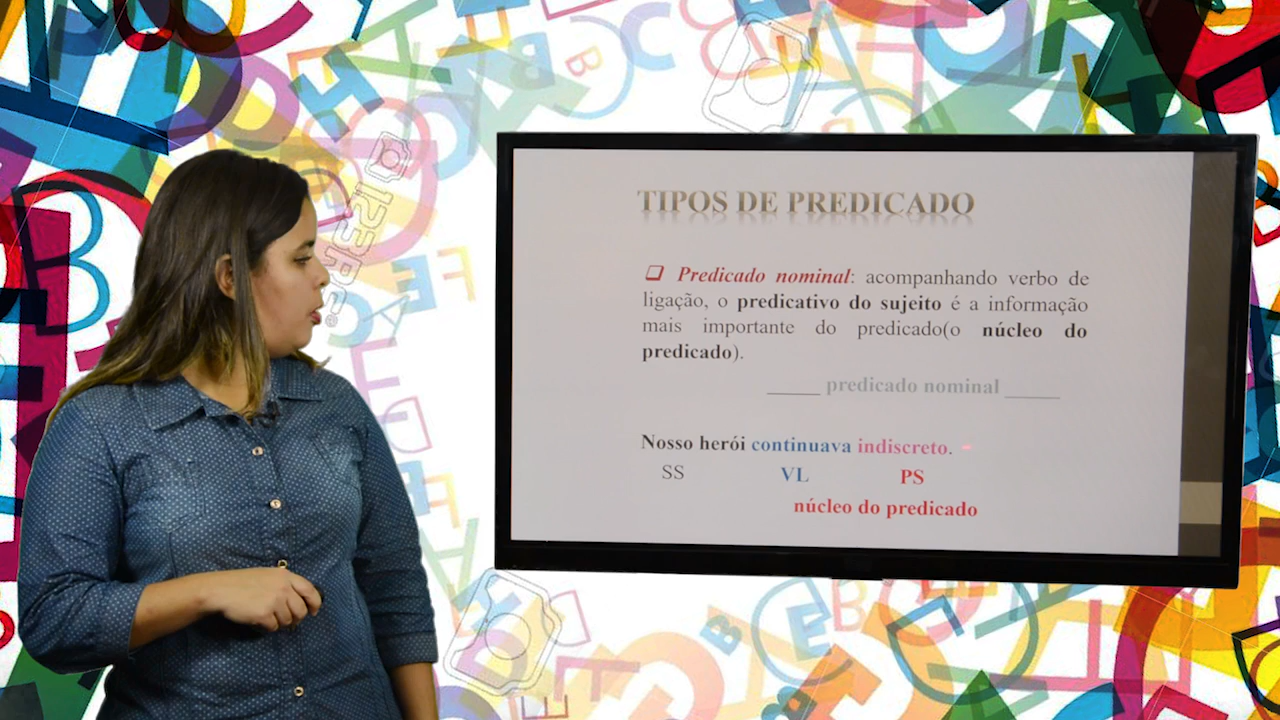 TIPOS DE PREDICADO
❑ Predicado nominal: acompanhando verbo de
ligação, o predicativo do sujeito é a informação
mais importante do predicado(o núcleo do
predicado).
_____ predicado nominal _____
Nosso herói continuava indiscreto.
SS VL PS
núcleo do predicado